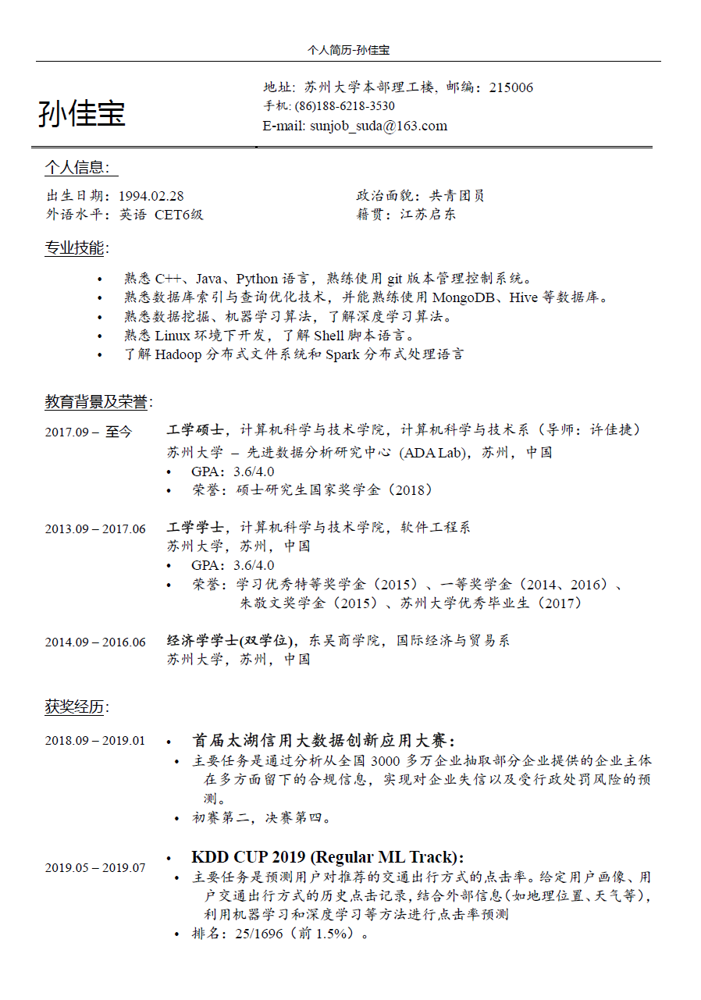 个人简历-孙佳宝
孙佳宝
地址: 苏州大学本部理工楼, 邮编：215006
手机: (86)188-6218-3530
E-mail: sunjob_suda@163.com
个人信息：
出生日期：1994.02.28 政治面貌：共青团员
外语水平：英语 CET6级 籍贯：江苏启东
专业技能：
• 熟悉 C++、Java、Python 语言，熟练使用 git 版本管理控制系统。
• 熟悉数据库索引与查询优化技术，并能熟练使用 MongoDB、Hive 等数据库。
• 熟悉数据挖掘、机器学习算法，了解深度学习算法。
• 熟悉 Linux 环境下开发，了解 Shell 脚本语言。
• 了解 Hadoop 分布式文件系统和 Spark 分布式处理语言
教育背景及荣誉：
2017.09 – 至今 工学硕士，计算机科学与技术学院，计算机科学与技术系（导师：许佳捷）
苏州大学 – 先进数据分析研究中心 (ADA Lab)，苏州，中国
• GPA：3.6/4.0
• 荣誉：硕士研究生国家奖学金（2018）
2013.09 – 2017.06 工学学士，计算机科学与技术学院，软件工程系
苏州大学，苏州，中国
• GPA：3.6/4.0
• 荣誉：学习优秀特等奖学金（2015）、一等奖学金（2014、2016）、
朱敬文奖学金（2015）、苏州大学优秀毕业生（2017）
2014.09 – 2016.06 经济学学士(双学位)，东吴商学院，国际经济与贸易系
苏州大学，苏州，中国
获奖经历：
2018.09 – 2019.01 • 首届太湖信用大数据创新应用大赛：
• 主要任务是通过分析从全国 3000 多万企业抽取部分企业提供的企业主体
在多方面留下的合规信息，实现对企业失信以及受行政处罚风险的预
测。
• 初赛第二，决赛第四。
2019.05 – 2019.07 • KDD CUP 2019 (Regular ML Track)：
• 主要任务是预测用户对推荐的交通出行方式的点击率。给定用户画像、用
户交通出行方式的历史点击记录，结合外部信息（如地理位置、天气等），
利用机器学习和深度学习等方法进行点击率预测
• 排名：25/1696（前 1.5%）。